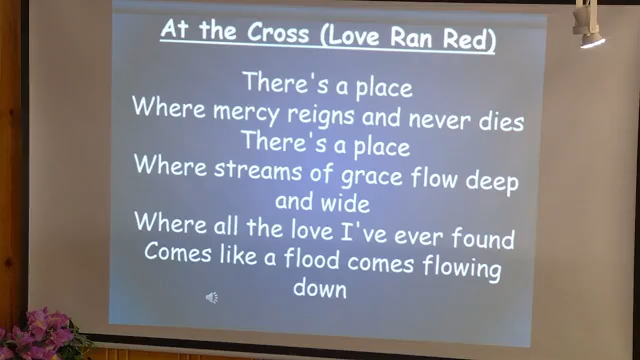 At the Cross (Love Ran Red)
There's a place
Where mercy reigns and never dies
There's a place
Where streams of grace flow deep
and wide
Where all the love I've ever found
Comes like a flood comes flowing
down